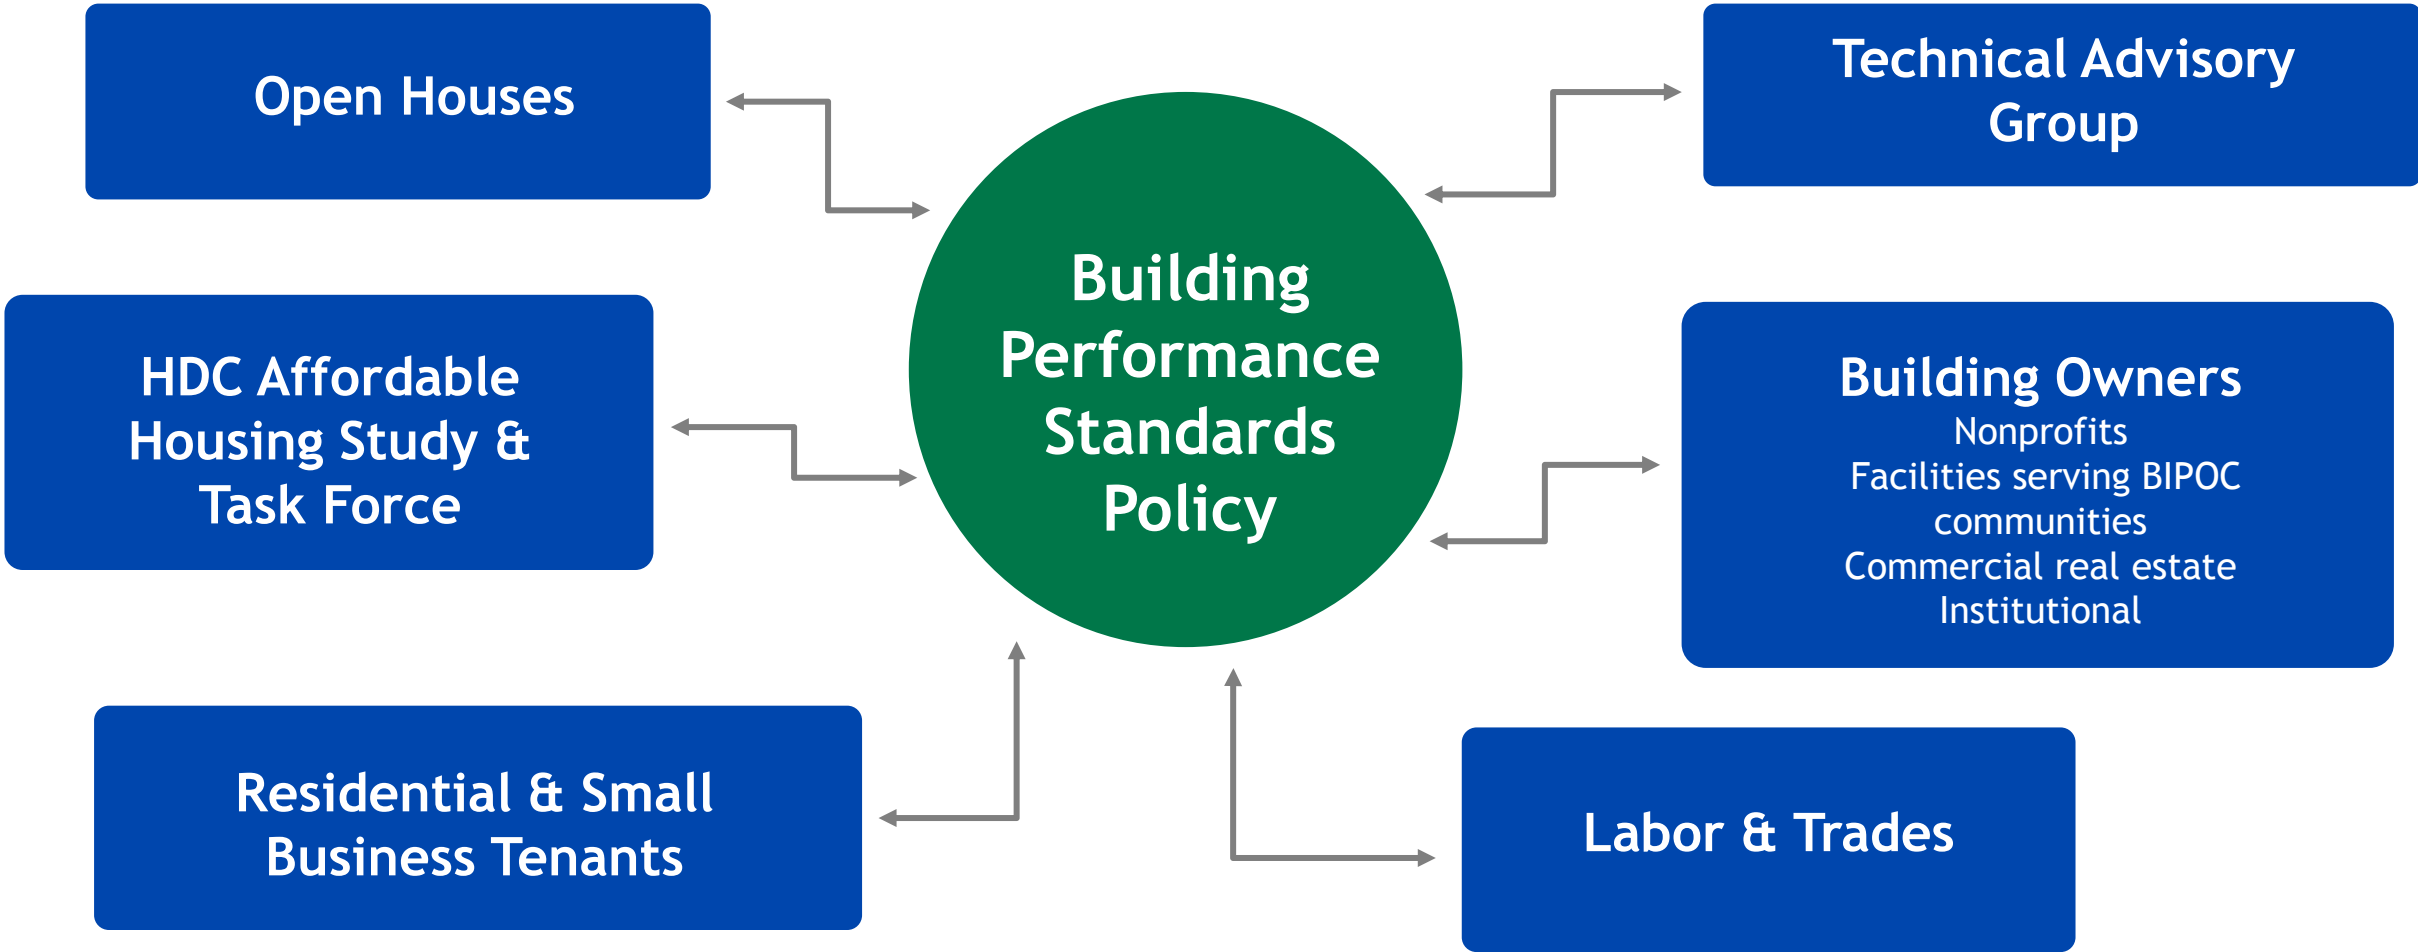 Open Houses
Technical Advisory
Group
Building
Performance
Standards
Policy
HDC Affordable
Housing Study &
Task Force
Building Owners
Nonprofits
Facilities serving BIPOC
communities
Commercial real estate
Institutional
Residential & Small
Business Tenants
Labor & Trades